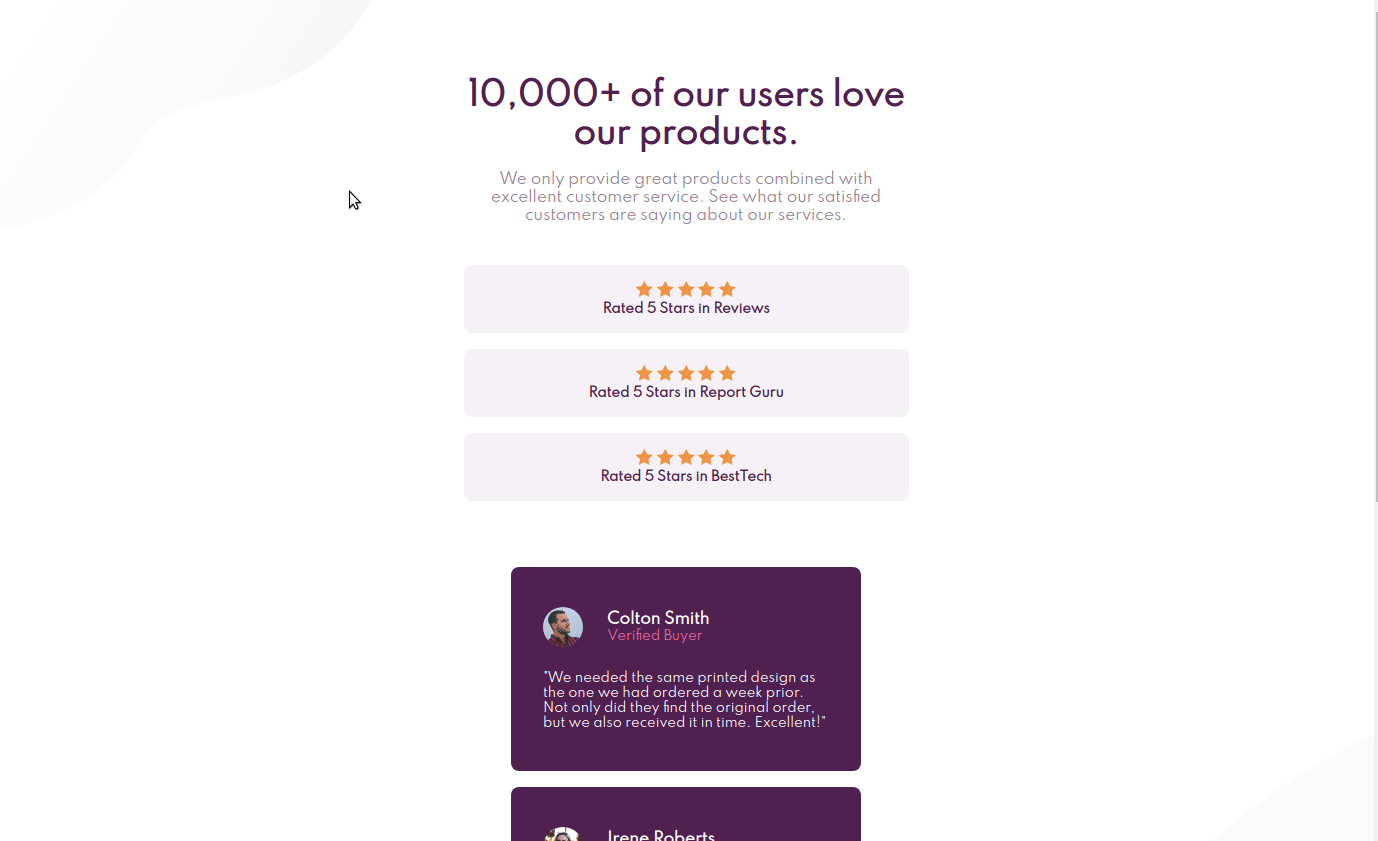 10,000+ of our users love
our products.
We only provide great products combined with
excellent customer service. See what our satisfied
customers are saying about our services.
Rated 5 Stars in Reviews
Rated 5 Stars in Report Guru
Rated 5 Stars in BestTech
Colton Smith
Verified Buyer
"We needed the same printed design as
the one we had ordered a week prior.
Not only did they find the original order,
but we also received it in time. Excellent!"
Irene Roberts